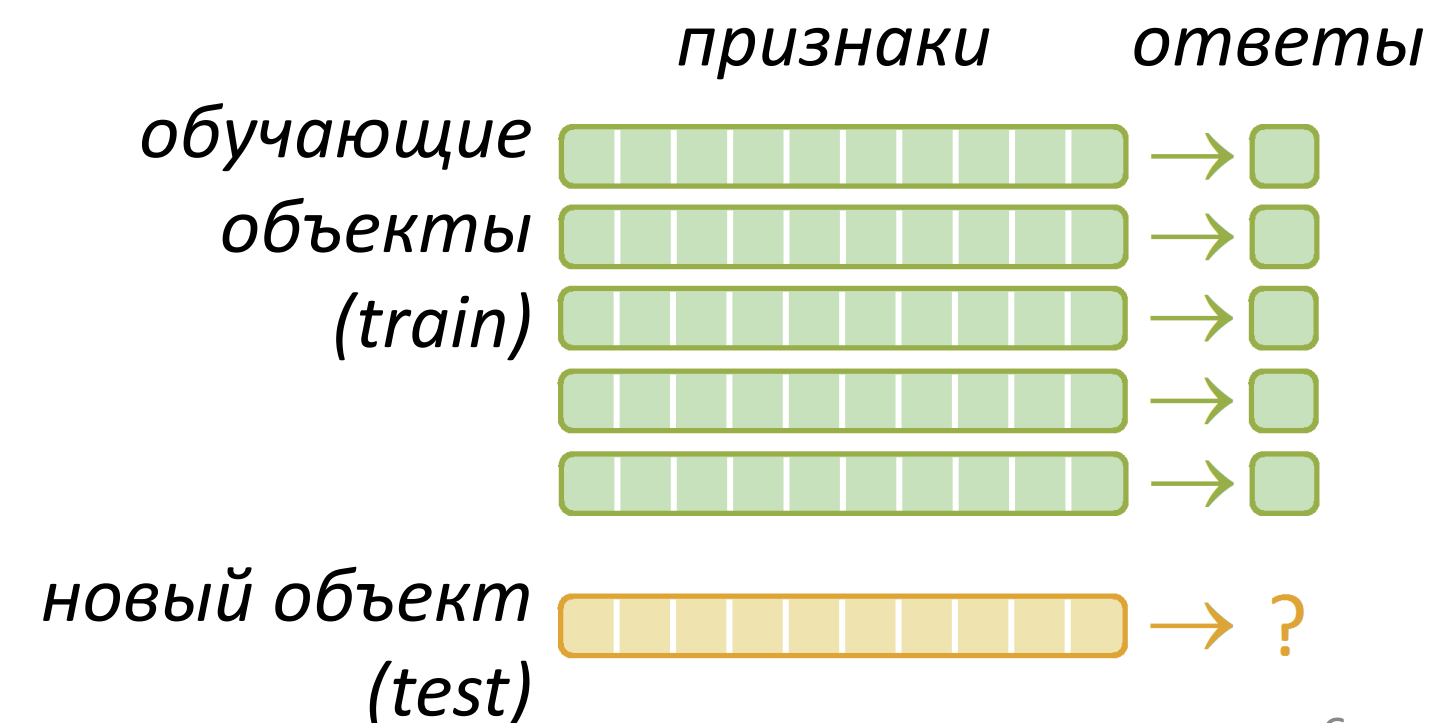 признаки ответы
обучающие
объекты
(train)
новый объект
?
(test)